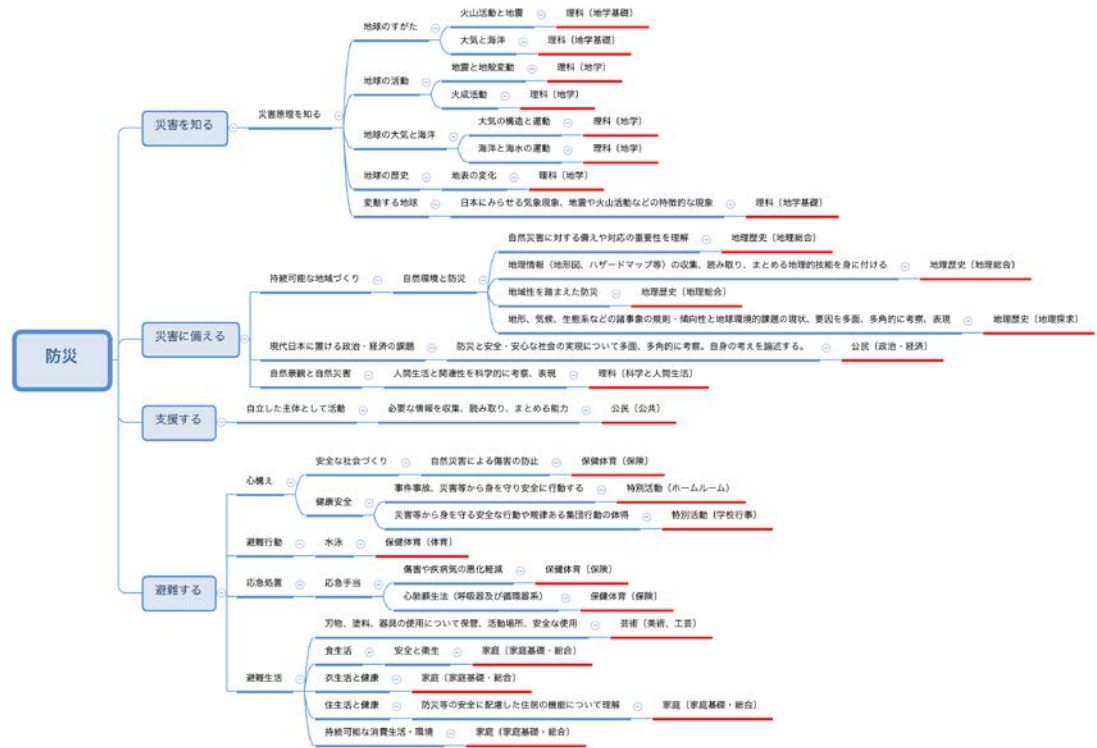 防災
災害を知る
災害原理を知る
地球のすがた
火山活動と地震
理科（地学基礎）
大気と海洋
理科（地学基礎）
地球の活動
地震と地殻変動
理科（地学）
火成活動
理科（地学）
地球の大気と海洋
大気の構造と運動
理科（地学）
海洋と海水の運動
理科（地学）
地球の歴史
地表の変化
理科（地学）
変動する地球
日本にみらせる気象現象、地震や火山活動などの特徴的な現象
理科（地学基礎）
災害に備える
持続可能な地域づくり
自然環境と防災
自然災害に対する備えや対応の重要性を理解
地理歴史（地理総合）
地理情報（地形図、ハザードマップ等）の収集、読み取り、まとめる地理的技能を身に付ける
地理歴史（地理総合）
地域性を踏まえた防災
地理歴史（地理総合）
地形、気候、生態系などの諸事象の規則・傾向性と地球環境的課題の現状、要因を多面、多角的に考察、表現
地理歴史（地理探求）
現代日本に置ける政治・経済の課題
防災と安全・安心な社会の実現について多面、多角的に考察。自身の考えを論述する。
公民（政治・経済）
自然景観と自然災害
人間生活と関連性を科学的に考察、表現
理科（科学と人間生活）
支援する
自立した主体として活動
必要な情報を収集、読み取り、まとめる能力
公民（公共）
避難する
心構え
安全な社会づくり
自然災害による傷害の防止
保健体育（保険）
健康安全
事件事故、災害等から身を守り安全に行動する
特別活動（ホームルーム）
災害等から身を守る安全な行動や規律ある集団行動の体得
特別活動（学校行事）
避難行動
水泳
保健体育（体育）
応急処置
応急手当
傷害や疾病気の悪化軽減
保健体育（保険）
心肺蘇生法（呼吸器及び循環器系）
保健体育（保険）
避難生活
刃物、塗料、器具の使用について保管、活動場所、安全な使用
芸術（美術、工芸）
食生活
安全と衛生
家庭（家庭基礎・総合）
衣生活と健康
家庭（家庭基礎・総合）
住生活と健康
防災等の安全に配慮した住居の機能について理解
家庭（家庭基礎・総合）
持続可能な消費生活・環境
家庭（家庭基礎・総合）